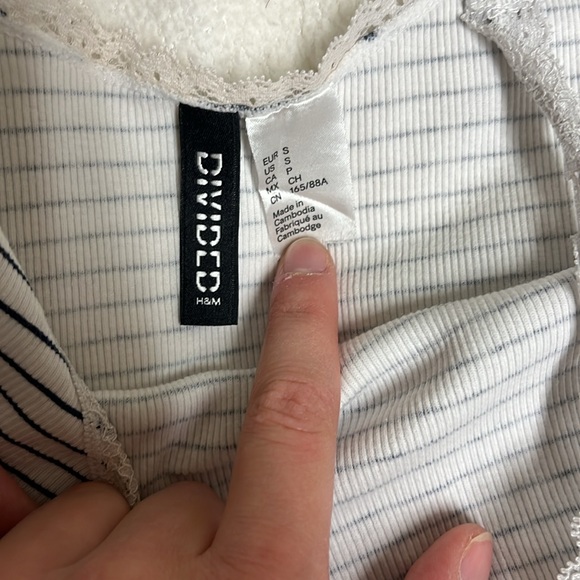 DIVIDED
H&M
EUR S
US S
CA P
MX CH
CN 165/88A
Made in
Cambodia
Fabriqué au
Cambodge